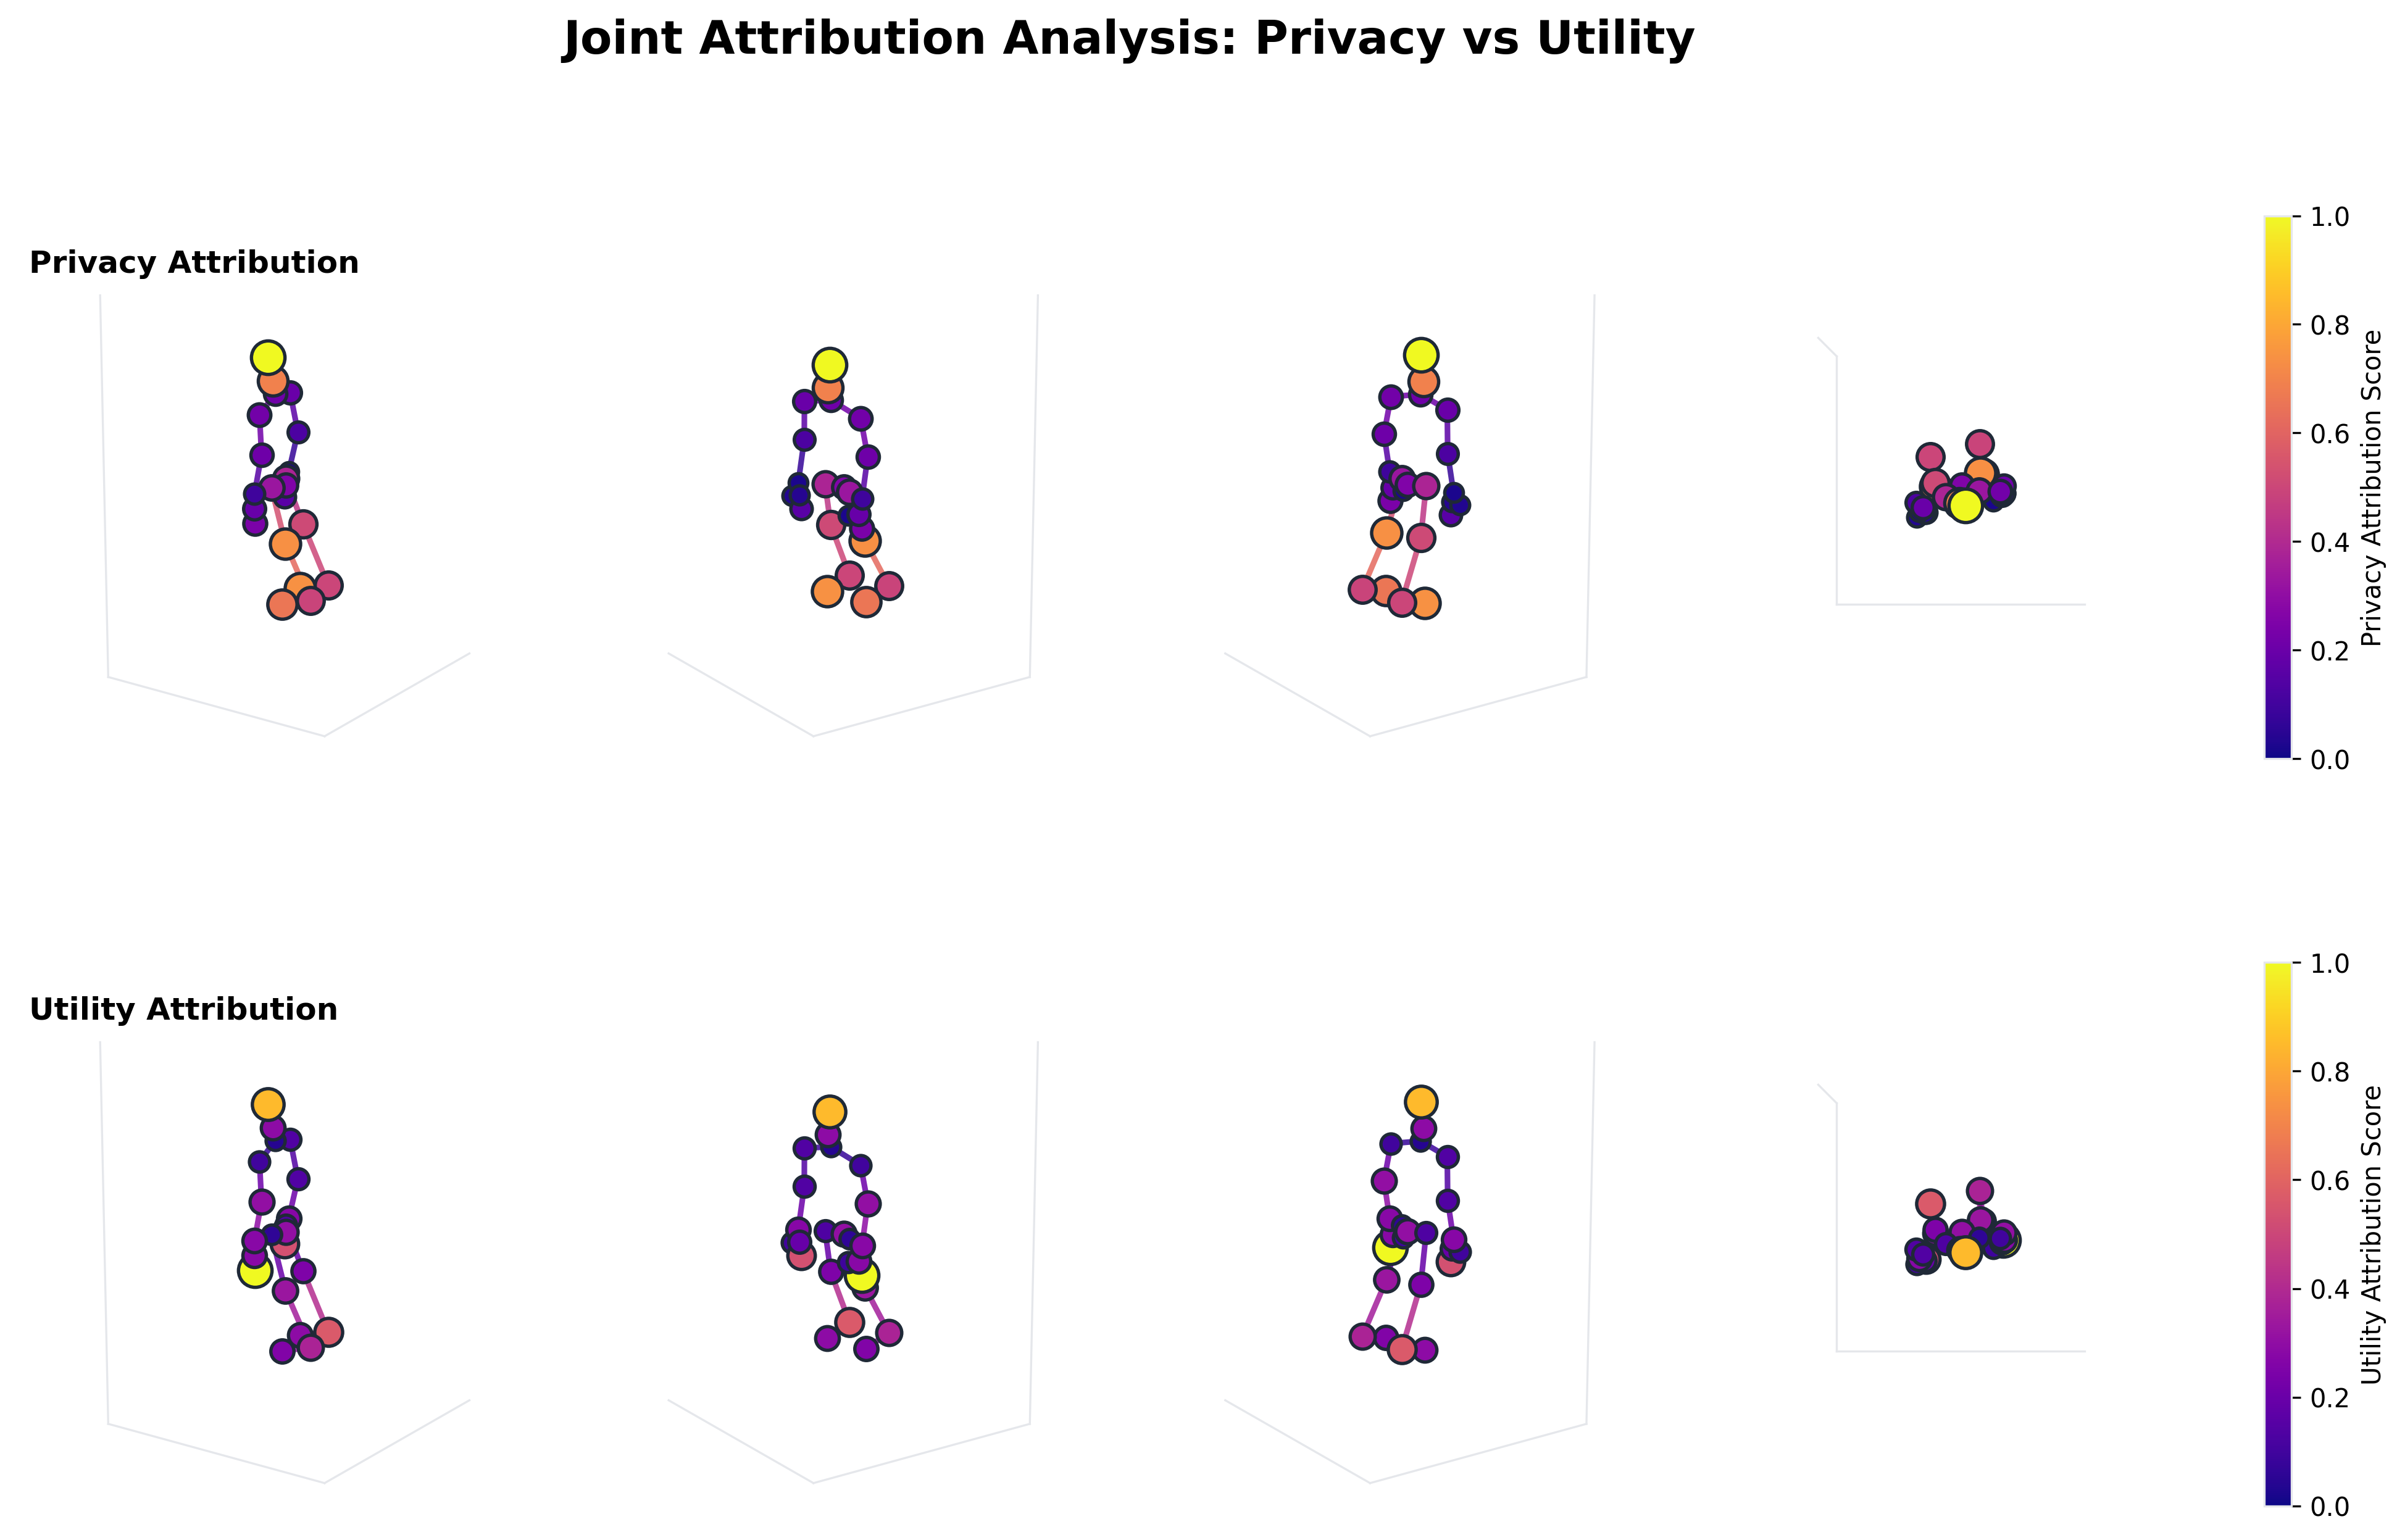 Joint Attribution Analysis: Privacy vs Utility
Privacy Attribution
1.0
0.8
0.6
0.4
0.2
0.0
Privacy Attribution Score
Utility Attribution
1.0
0.8
0.6
0.4
0.2
0.0
Utility Attribution Score